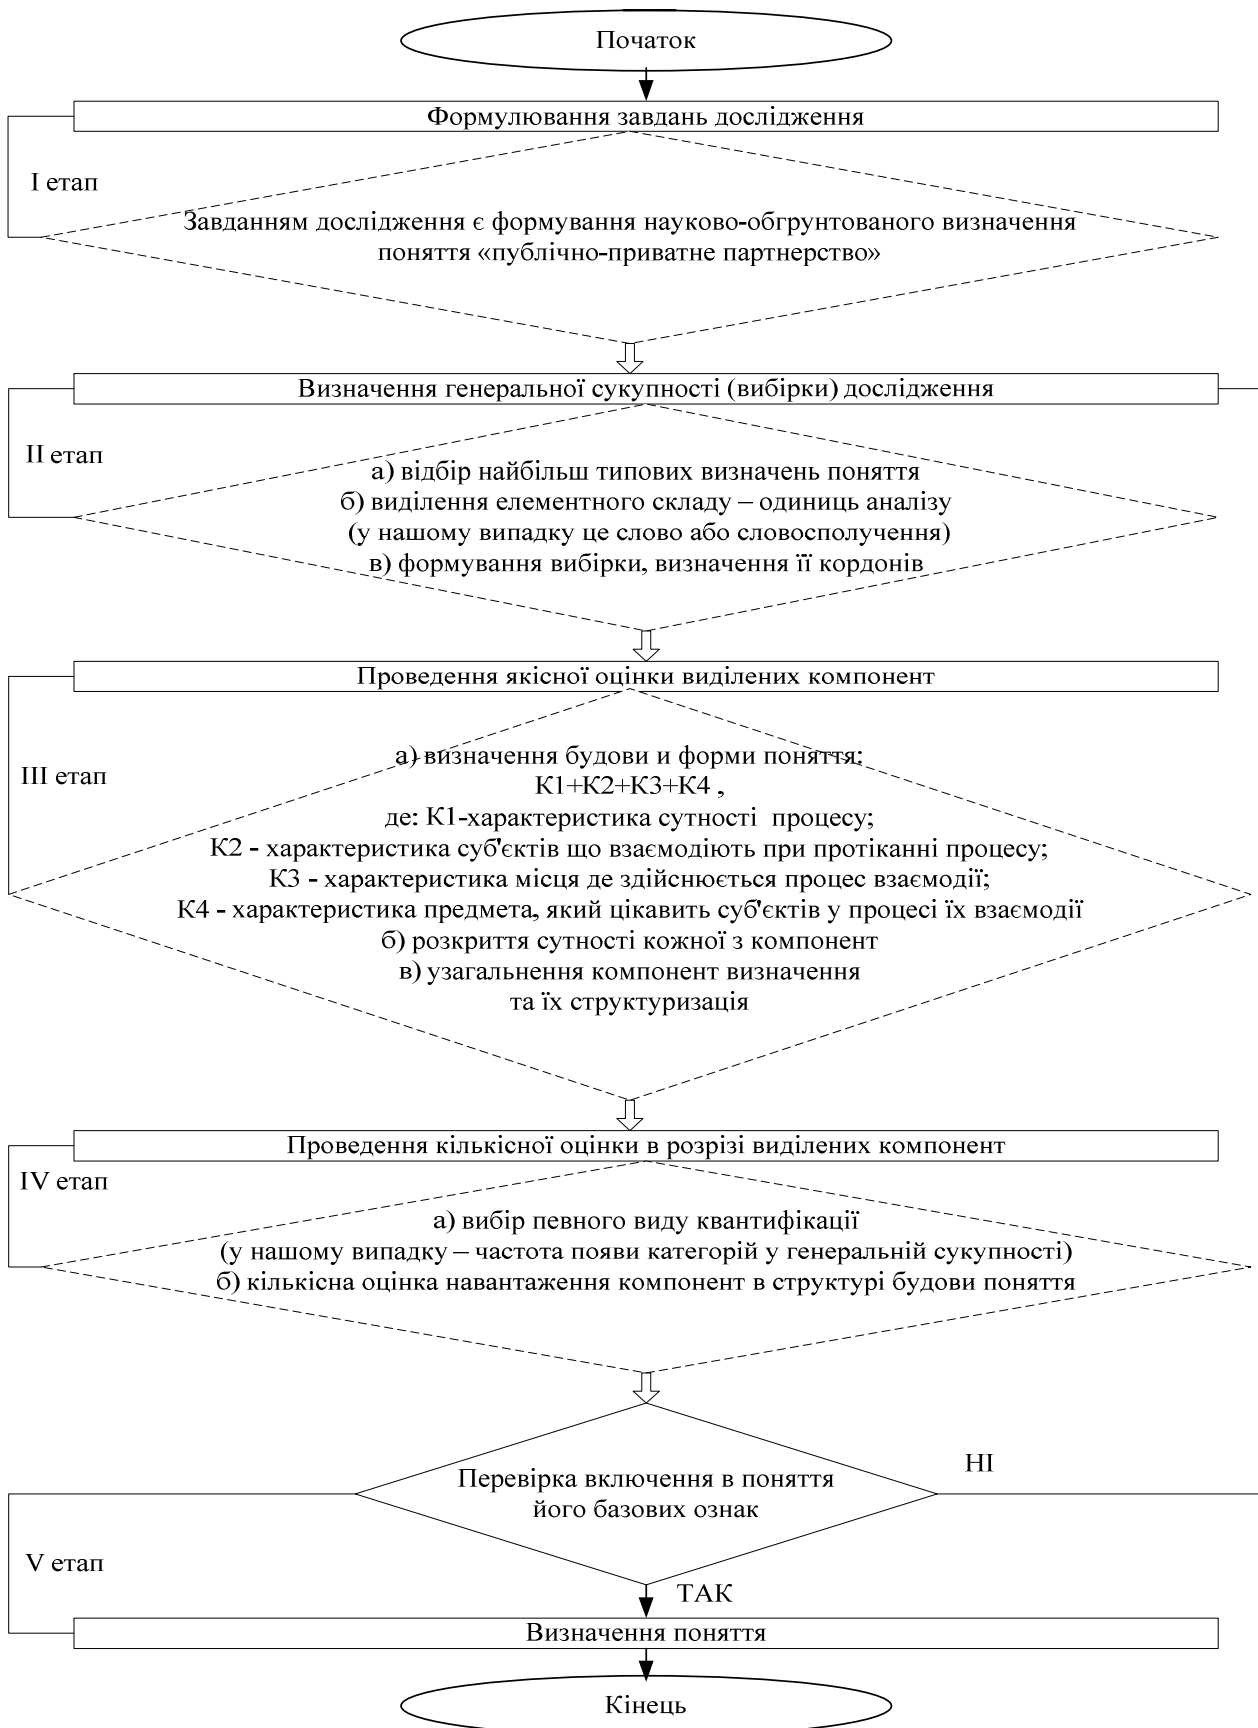 Початок
Формулювання завдань дослідження
І етап
Завданням дослідження є формування науково-обгрунтованого визначення
поняття «публічно-приватне партнерство»
Визначення генеральної сукупності (вибірки) дослідження
ІІ етап
а) відбір найбільш типових визначень поняття
б) виділення елементного складу – одиниць аналізу
(у нашому випадку це слово або словосполучення)
в) формування вибірки, визначення її кордонів
Проведення якісної оцінки виділених компонент
ІІІ етап
а) визначення будови и форми поняття:
К1+К2+К3+К4 ,
де: К1-характеристика сутності процесу;
К2 - характеристика суб'єктів що взаємодіють при протіканні процесу;
К3 - характеристика місця де здійснюється процес взаємодії;
К4 - характеристика предмета, який цікавить суб'єктів у процесі їх взаємодії
б) розкриття сутності кожної з компонент
в) узагальнення компонент визначення
та їх структуризація
Проведення кількісної оцінки в розрізі виділених компонент
IV етап
а) вибір певного виду квантифікації
(у нашому випадку – частота появи категорій у генеральній сукупності)
б) кількісна оцінка навантаження компонент в структурі будови поняття
НІ
Перевірка включення в поняття
його базових ознак
V етап
ТАК
Визначення поняття
Кінець